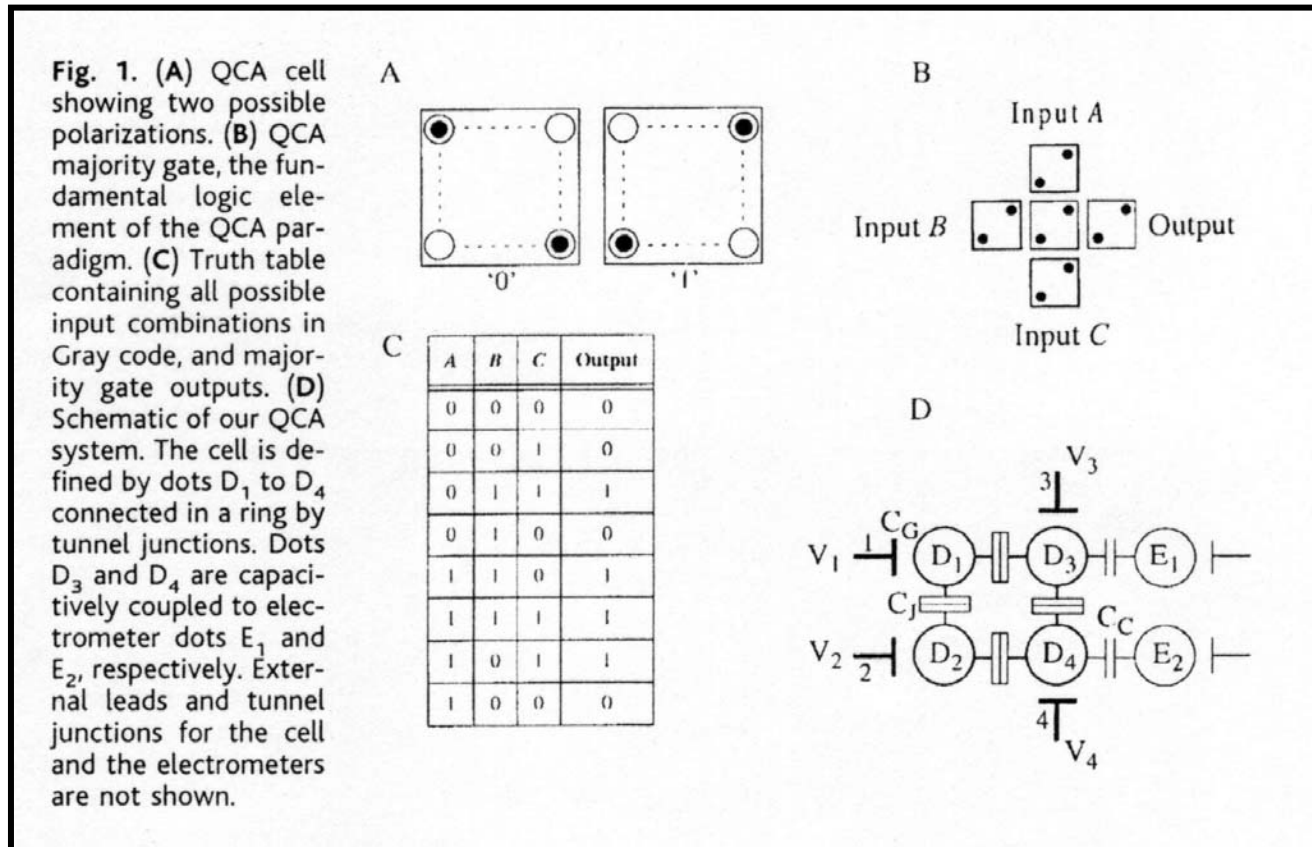 Fig. 1. (A) QCA cell
showing two possible
polarizations. (B) QCA
majority gate, the fun-
damental logic ele-
ment of the QCA par-
adigm. (C) Truth table
containing all possible
input combinations in
Gray code, and major-
ity gate outputs. (D)
Schematic of our QCA
system. The cell is de-
fined by dots D1 to D4
connected in a ring by
tunnel junctions. Dots
D3 and D4 are capaci-
tively coupled to elec-
trometer dots E1 and
E2, respectively. Exter-
nal leads and tunnel
junctions for the cell
and the electrometers
are not shown.
A
'0' '1'
B
Input A
Input B Output
Input C
C
A B C Output
0 0 0 0
0 0 1 0
0 1 1 1
0 1 0 0
1 1 0 1
1 1 1 1
1 0 1 1
1 0 0 0
D
V3
3
CG
V1 1 D1 D3 E1
CJ CC
V2 2 D2 D4 E2
4
V4